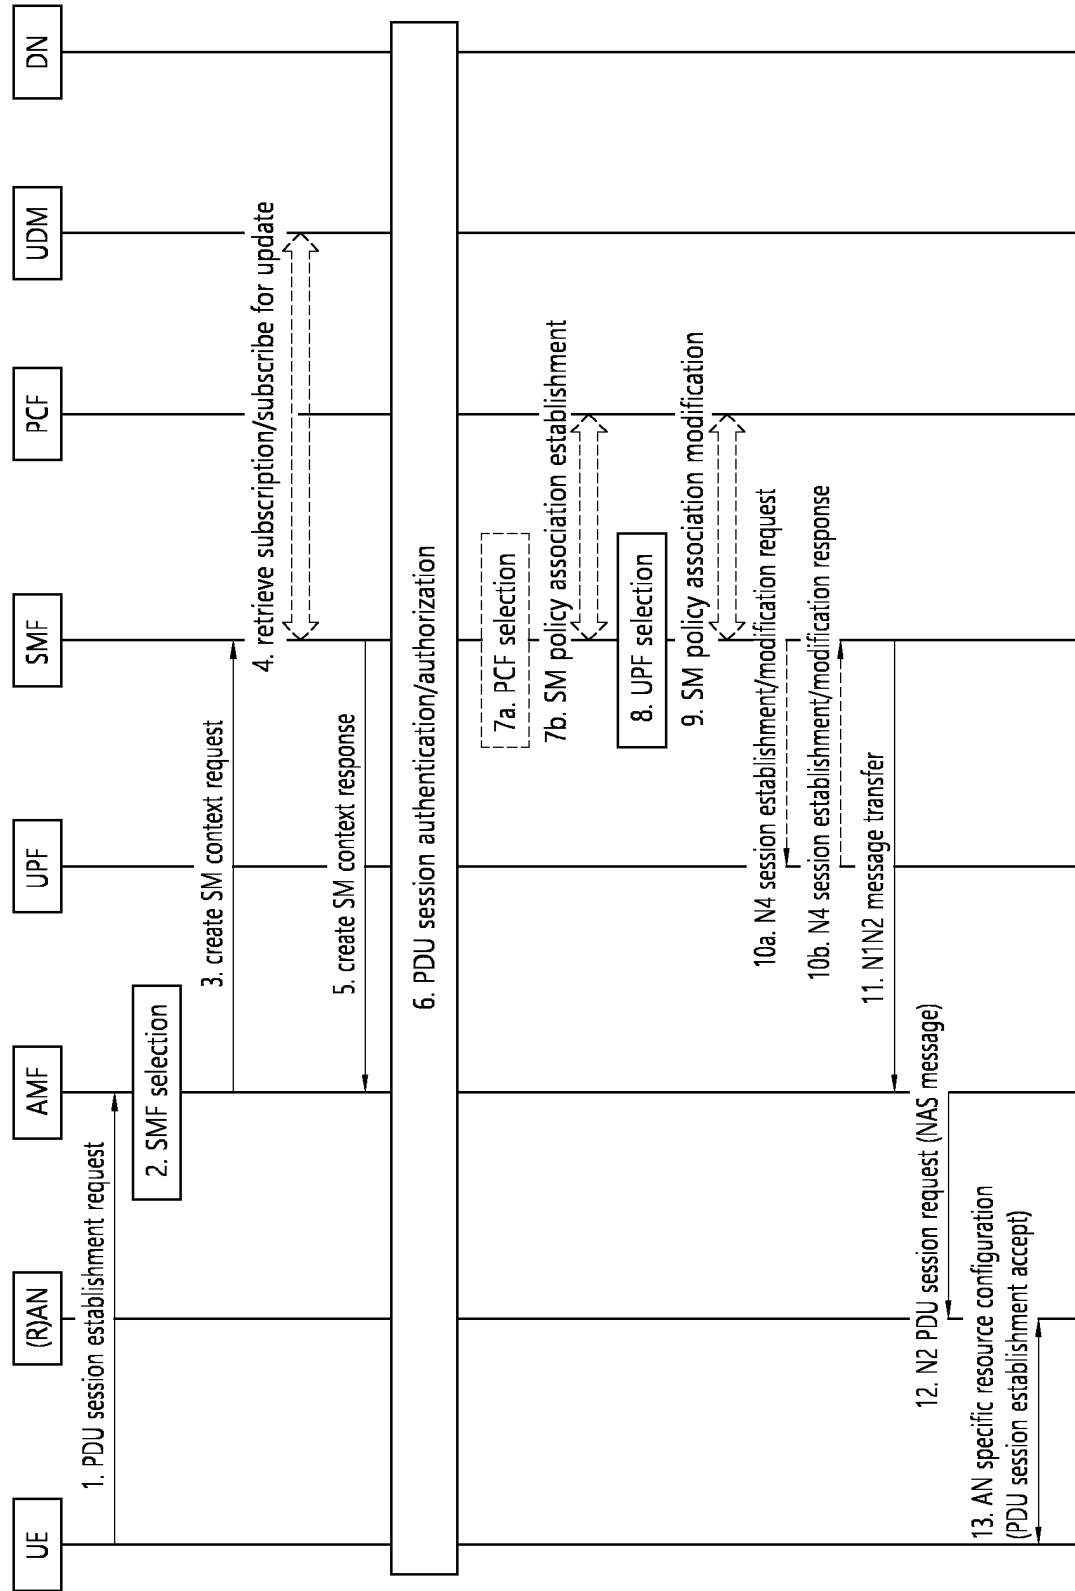 UE
(R)AN
AMF
UPF
SMF
PCF
UDM
DN
1. PDU session establishment request
2. SMF selection
3. create SM context request
4. retrieve subscription/subscribe for update
5. create SM context response
6. PDU session authentication/authorization
7a. PCF selection
7b. SM policy association establishment
8. UPF selection
9. SM policy association modification
10a. N4 session establishment/modification request
10b. N4 session establishment/modification response
11. N1N2 message transfer
12. N2 PDU session request (NAS message)
13. AN specific resource configuration
(PDU session establishment accept)